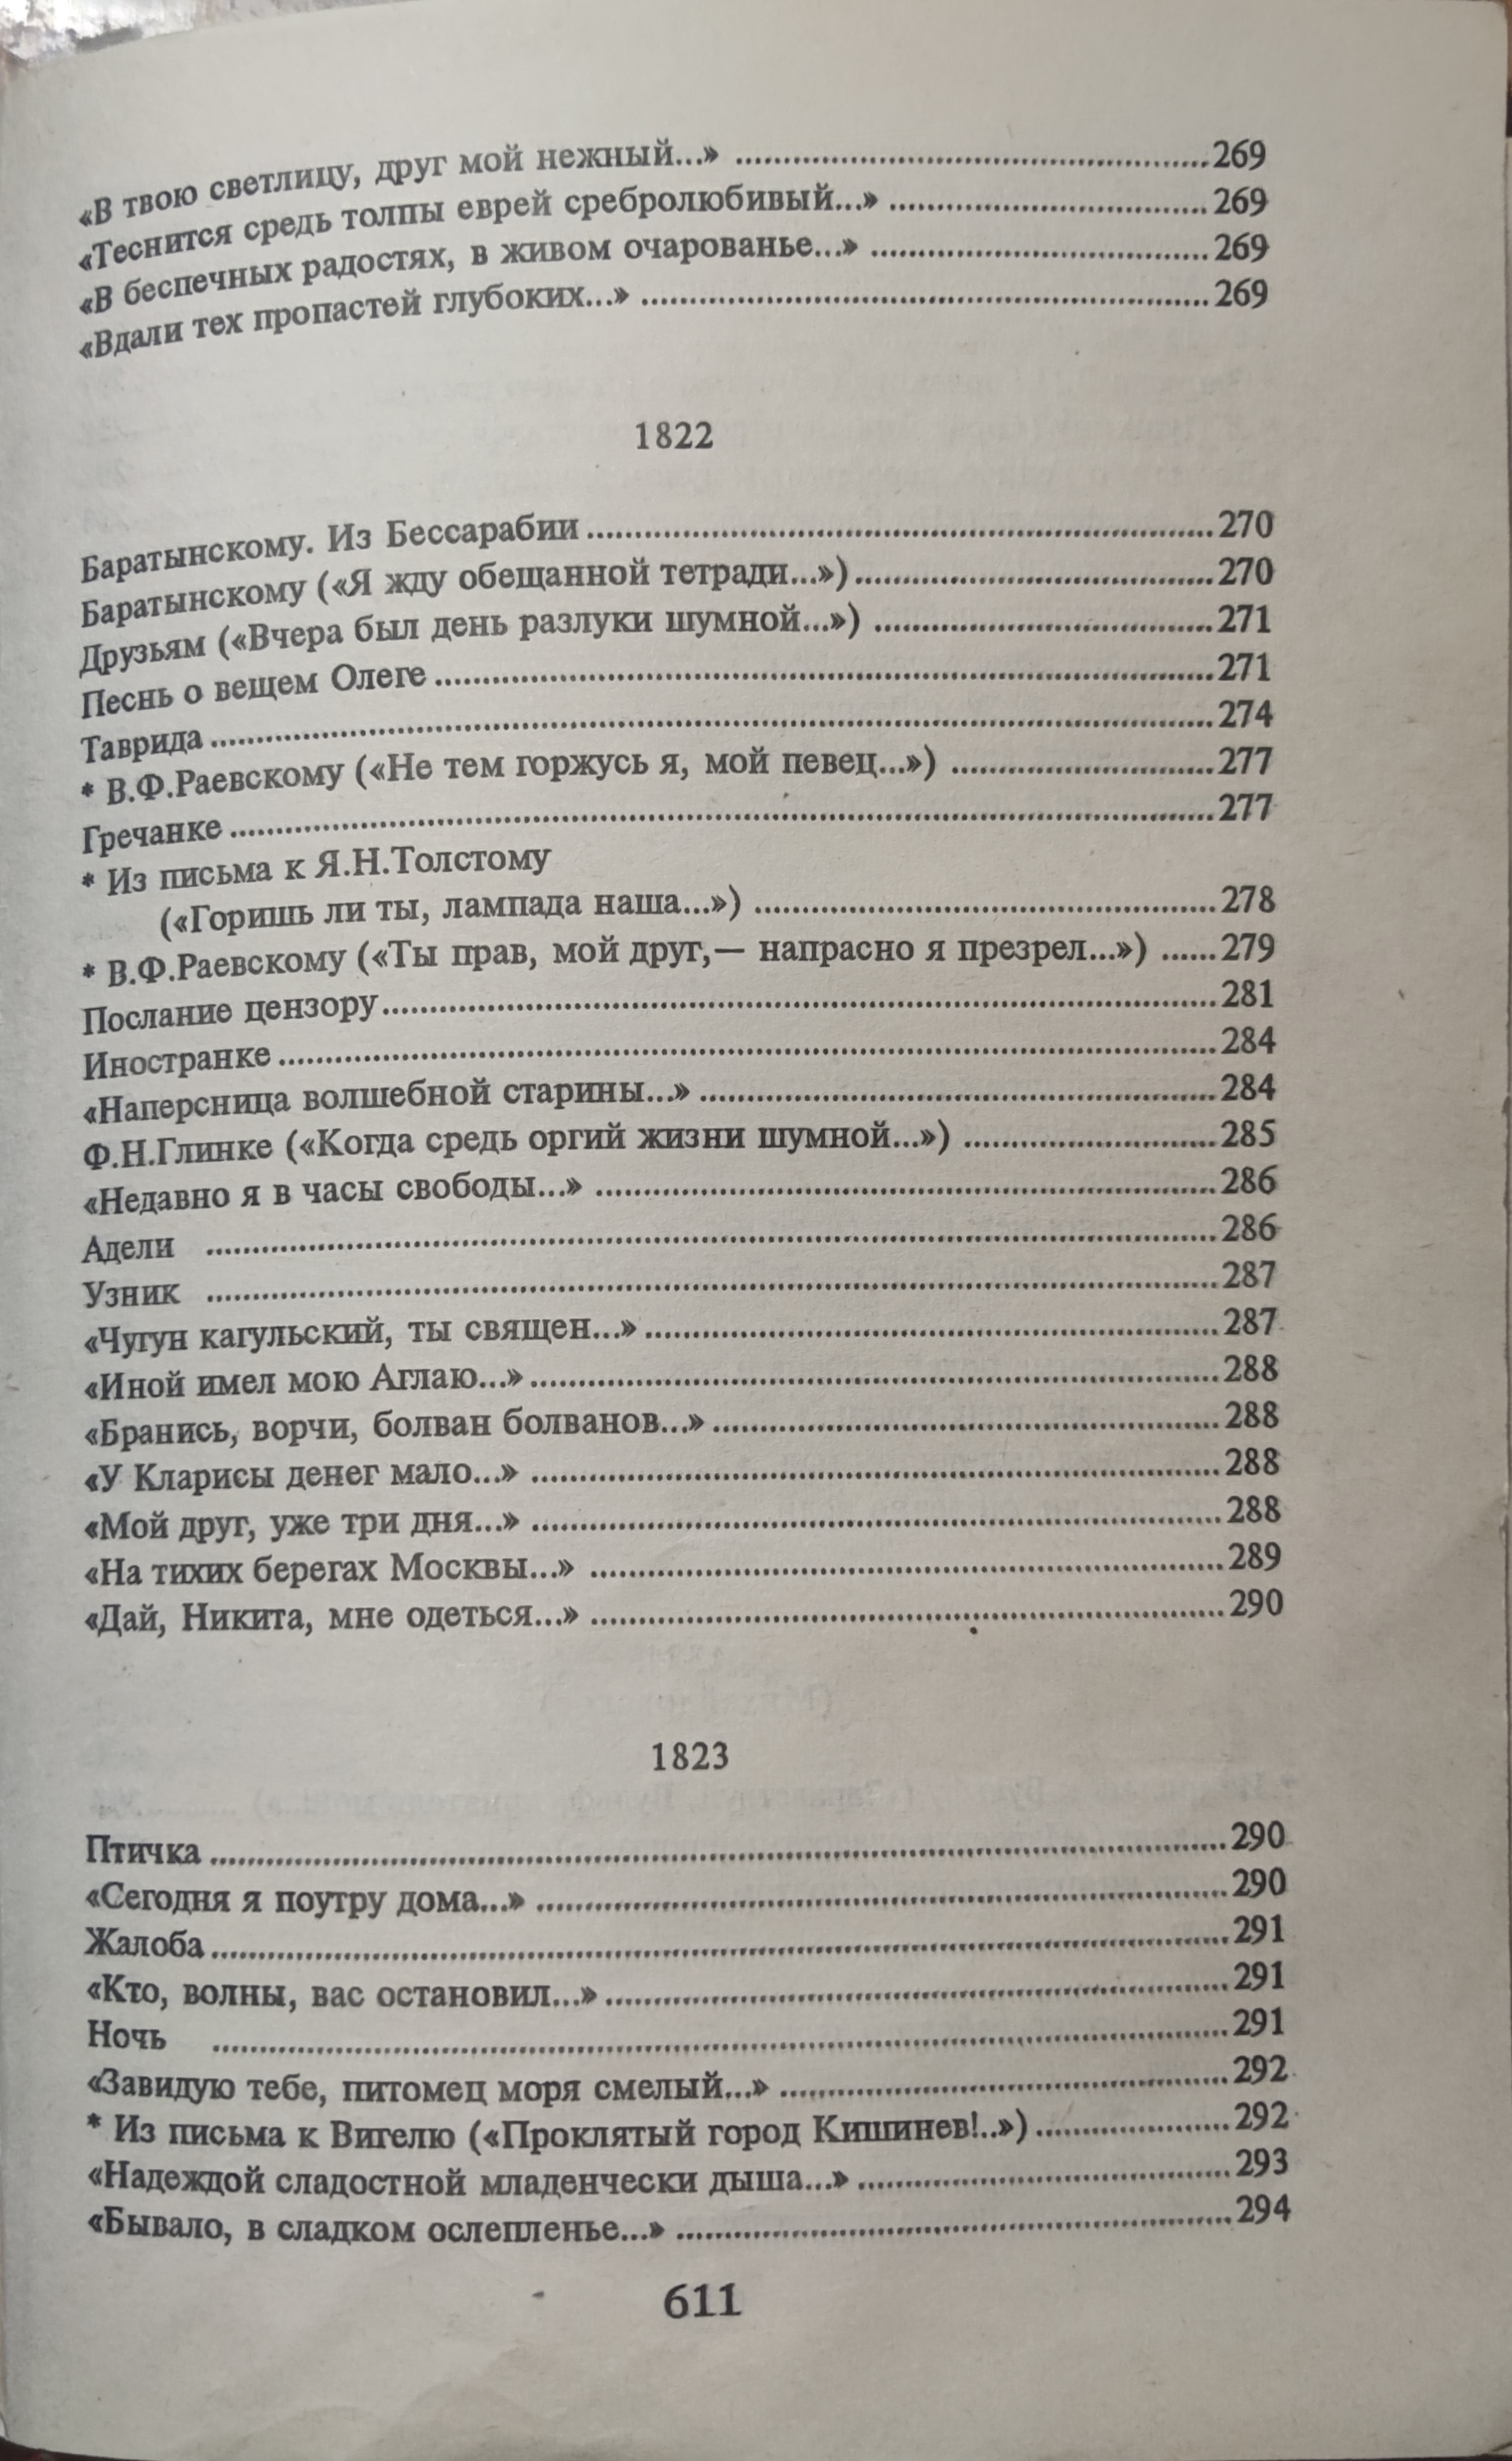 «В твою светлицу, друг мой нежный...» ........ 269
«Теснится средь толпы еврей сребролюбивый...» ........ 269
«В беспечных радостях, в живом очарованье...» ........ 269
«Вдали тех пропастей глубоких...» ........ 269
1822
Баратынскому. Из Бессарабии ........ 270
Баратынскому («Я жду обещанной тетради...») ........ 270
Друзьям («Вчера был день разлуки шумной...») ........ 271
Песнь о вещем Олеге ........ 271
Таврида ........ 274
* В.Ф.Раевскому («Не тем горжусь я, мой певец...») ........ 277
Гречанке ........ 277
* Из письма к Я.Н.Толстому
(«Горишь ли ты, лампада наша...») ........ 278
* В.Ф.Раевскому («Ты прав, мой друг,— напрасно я презрел...») ...... 279
Послание цензору ........ 281
Иностранке ........ 284
«Наперсница волшебной старины...» ........ 284
Ф.Н.Глинке («Когда средь оргий жизни шумной...») ........ 285
«Недавно я в часы свободы...» ........ 286
Адели ........ 286
Узник ........ 287
«Чугун кагульский, ты священ...» ........ 287
«Иной имел мою Аглаю...» ........ 288
«Бранись, ворчи, болван болванов...» ........ 288
«У Кларисы денег мало...» ........ 288
«Мой друг, уже три дня...» ........ 288
«На тихих берегах Москвы...» ........ 289
«Дай, Никита, мне одеться...» ........ 290
1823
Птичка ........ 290
«Сегодня я поутру дома...» ........ 290
Жалоба ........ 291
«Кто, волны, вас остановил...» ........ 291
Ночь ........ 291
«Завидую тебе, питомец моря смелый...» ........ 292
* Из письма к Вигелю («Проклятый город Кишинев!..») ........ 292
«Надеждой сладостной младенчески дыша...» ........ 293
«Бывало, в сладком ослепленье...» ........ 294
611